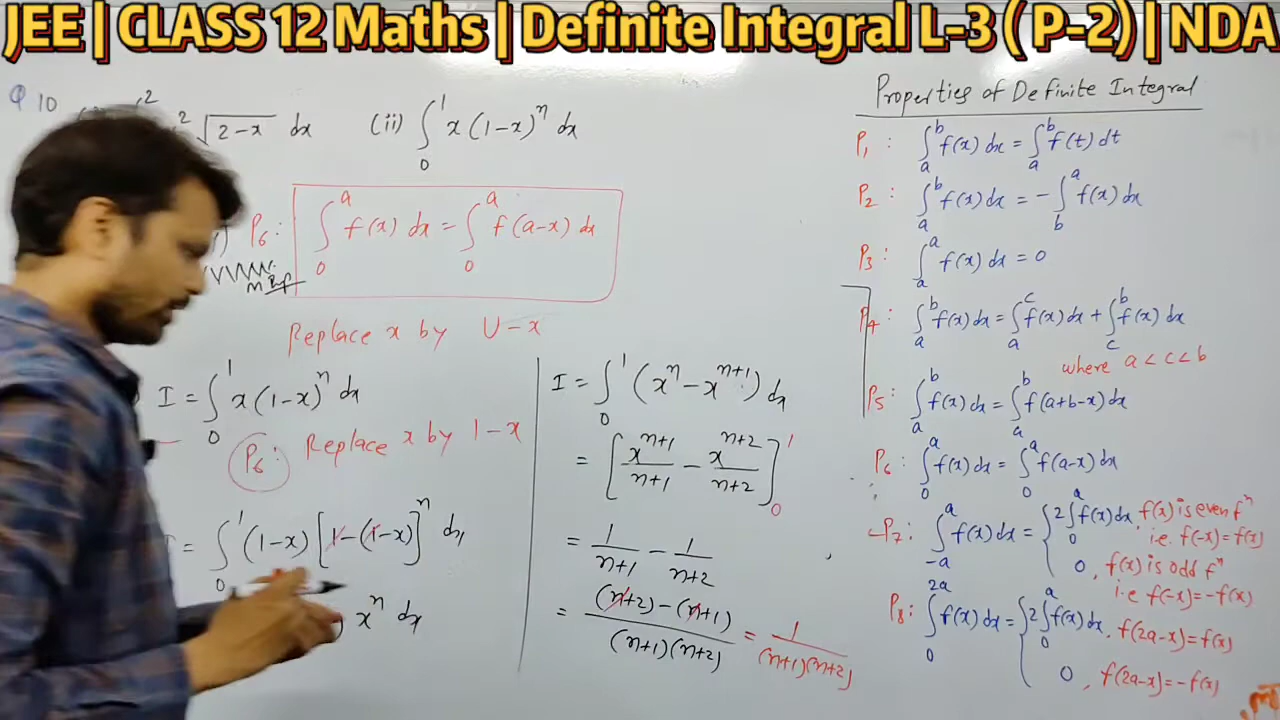 JEE | CLASS 12 Maths | Definite Integral L-3 ( P-2) | NDA
Q 10
∫ 2 x² √(2-x) dx (ii) ∫₀¹ x(1-x)ⁿ dx
P₆: ∫₀ᵃ f(x) dx = ∫₀ᵃ f(a-x) dx
Replace x by U-x
I = ∫₀¹ x(1-x)ⁿ dx
P₆: Replace x by 1-x
I = ∫₀¹ (1-x)[1-(1-x)]ⁿ dx
xⁿ dx
I = ∫₀¹ (xⁿ - xⁿ⁺¹) dx
= [xⁿ⁺¹/(n+1) - xⁿ⁺²/(n+2)]₀¹
= 1/(n+1) - 1/(n+2)
= ((n+2)-(n+1))/((n+1)(n+2)) = 1/((n+1)(n+2))
Properties of Definite Integral
P₁: ∫ₐᵇ f(x) dx = ∫ₐᵇ f(t) dt
P₂: ∫ₐᵇ f(x) dx = -∫_b^a f(x) dx
P₃: ∫ₐᵃ f(x) dx = 0
P₄: ∫ₐᵇ f(x) dx = ∫ₐᶜ f(x) dx + ∫_c^b f(x) dx
where a < c < b
P₅: ∫ₐᵇ f(x) dx = ∫ₐᵇ f(a+b-x) dx
P₆: ∫₀ᵃ f(x) dx = ∫₀ᵃ f(a-x) dx
P₇: ∫₋ₐᵃ f(x) dx = { 2∫₀ᵃ f(x) dx, f(x) is even fⁿ
i.e. f(-x) = f(x)
0, f(x) is odd fⁿ
i.e f(-x) = -f(x)
P₈: ∫₀²ᵃ f(x) dx = { 2∫₀ᵃ f(x) dx, f(2a-x) = f(x)
0, f(2a-x) = -f(x)